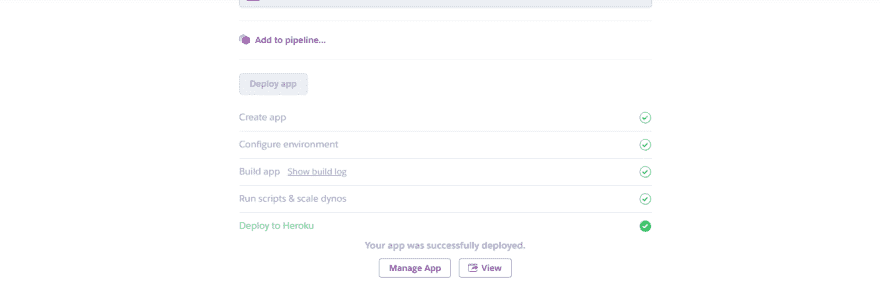 Add to pipeline...
Deploy app
Create app
Configure environment
Build app Show build log
Run scripts & scale dynos
Deploy to Heroku
Your app was successfully deployed.
Manage App View